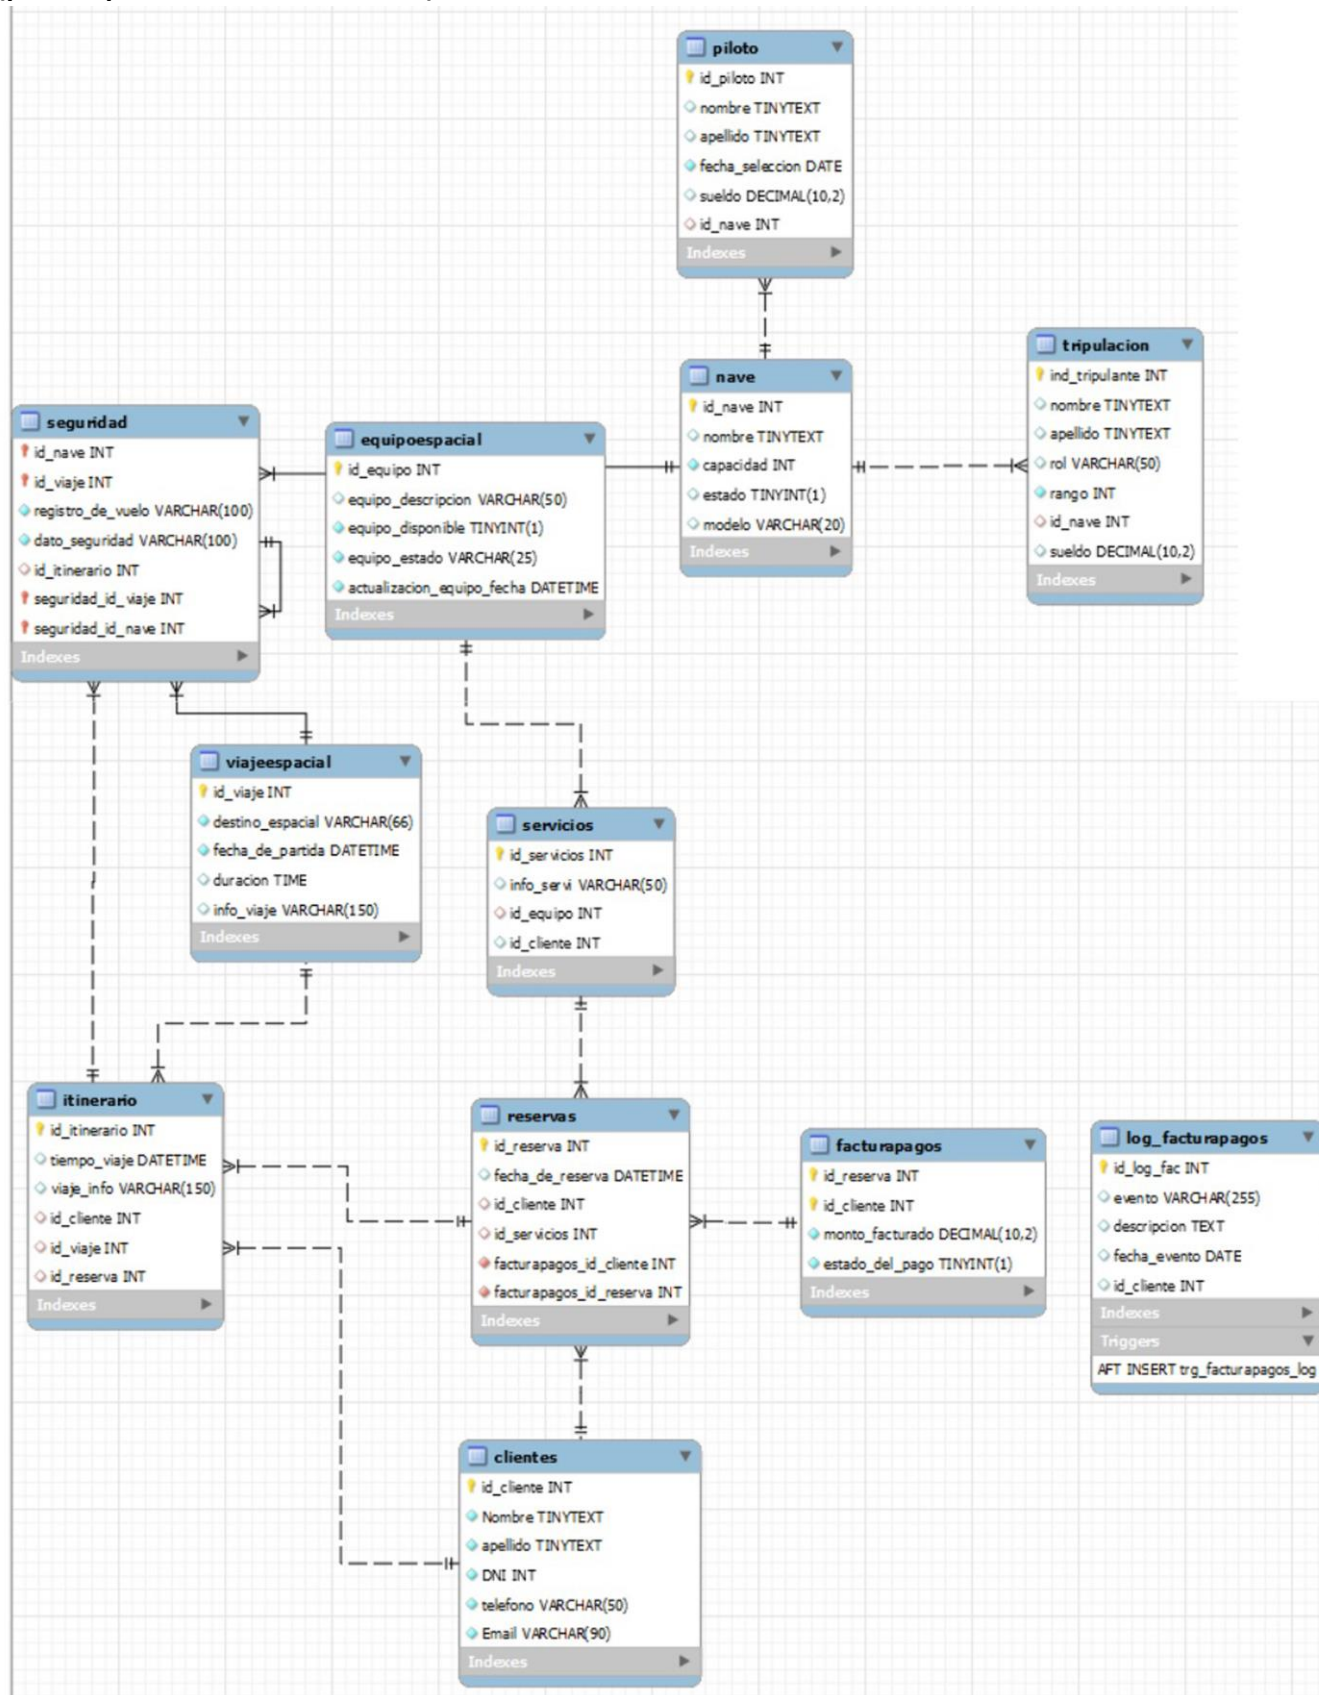 piloto
id_piloto INT
nombre TINYTEXT
apellido TINYTEXT
fecha_seleccion DATE
sueldo DECIMAL(10,2)
id_nave INT
Indexes
nave
id_nave INT
nombre TINYTEXT
capacidad INT
estado TINYINT(1)
modelo VARCHAR(20)
Indexes
tripulacion
ind_tripulante INT
nombre TINYTEXT
apellido TINYTEXT
rol VARCHAR(50)
rango INT
id_nave INT
sueldo DECIMAL(10,2)
Indexes
seguridad
id_nave INT
id_viaje INT
registro_de_vuelo VARCHAR(100)
dato_seguridad VARCHAR(100)
id_itinerario INT
seguridad_id_viaje INT
seguridad_id_nave INT
Indexes
equipoespacial
id_equipo INT
equipo_descripcion VARCHAR(50)
equipo_disponible TINYINT(1)
equipo_estado VARCHAR(25)
actualizacion_equipo_fecha DATETIME
Indexes
viajeespacial
id_viaje INT
destino_espacial VARCHAR(66)
fecha_de_partida DATETIME
duracion TIME
info_viaje VARCHAR(150)
Indexes
servicios
id_servicios INT
info_servi VARCHAR(50)
id_equipo INT
id_cliente INT
Indexes
itinerario
id_itinerario INT
tiempo_viaje DATETIME
viaje_info VARCHAR(150)
id_cliente INT
id_viaje INT
id_reserva INT
Indexes
reservas
id_reserva INT
fecha_de_reserva DATETIME
id_cliente INT
id_servicios INT
facturapagos_id_cliente INT
facturapagos_id_reserva INT
Indexes
facturapagos
id_reserva INT
id_cliente INT
monto_facturado DECIMAL(10,2)
estado_del_pago TINYINT(1)
Indexes
log_facturapagos
id_log_fac INT
evento VARCHAR(255)
descripcion TEXT
fecha_evento DATE
id_cliente INT
Indexes
Triggers
AFT INSERT trg_facturapagos_log
clientes
id_cliente INT
Nombre TINYTEXT
apellido TINYTEXT
DNI INT
telefono VARCHAR(50)
Email VARCHAR(90)
Indexes